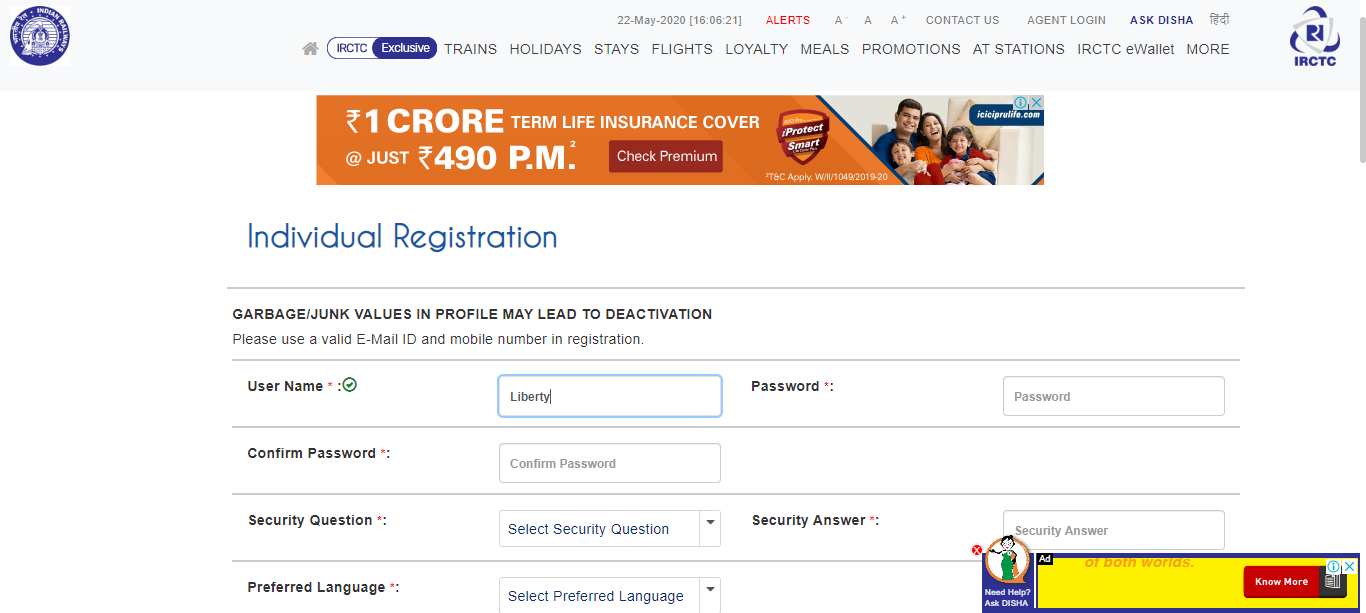 22-May-2020 [16:06:21] ALERTS A- A A+ CONTACT US AGENT LOGIN ASK DISHA हिंदी
INDIAN RAILWAYS
भारतीय रेल
IRCTC Exclusive TRAINS HOLIDAYS STAYS FLIGHTS LOYALTY MEALS PROMOTIONS AT STATIONS IRCTC eWallet MORE
IRCTC
₹1 CRORE TERM LIFE INSURANCE COVER
@ JUST ₹490 P.M.2
Check Premium
iProtect
Smart
iciciprulife.com
²T&C Apply. W/II/1049/2019-20
Individual Registration
GARBAGE/JUNK VALUES IN PROFILE MAY LEAD TO DEACTIVATION
Please use a valid E-Mail ID and mobile number in registration.
User Name * : Liberty Password *: Password
Confirm Password *: Confirm Password
Security Question *: Select Security Question Security Answer *: Security Answer
Preferred Language *: Select Preferred Language
Need Help?
Ask DISHA
Ad
of both worlds.
Know More